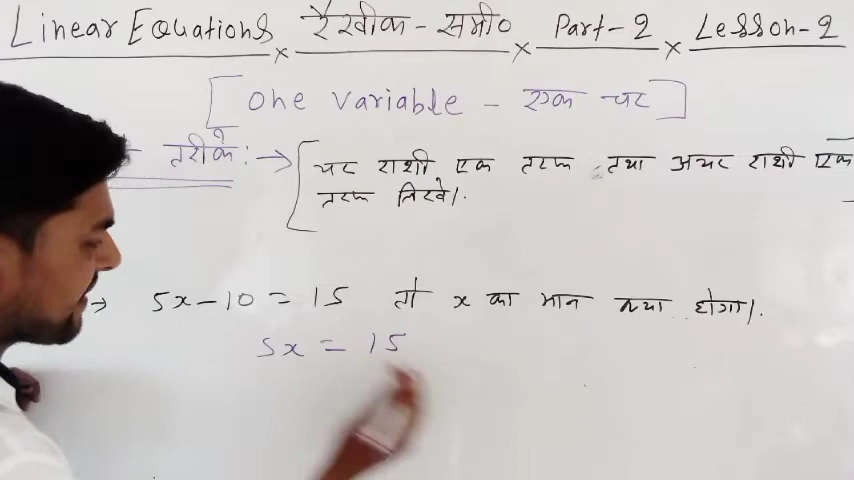 Linear Equations × रैखीक - समी० × Part-2 × Lesson-2
[ One Variable - एक चर ]
तरीके :→ [ चर राशी एक तरफ तथा अचर राशी एक
तरफ लिखे।
→ 5x - 10 = 15 तो x का मान क्या होगा।
5x = 15